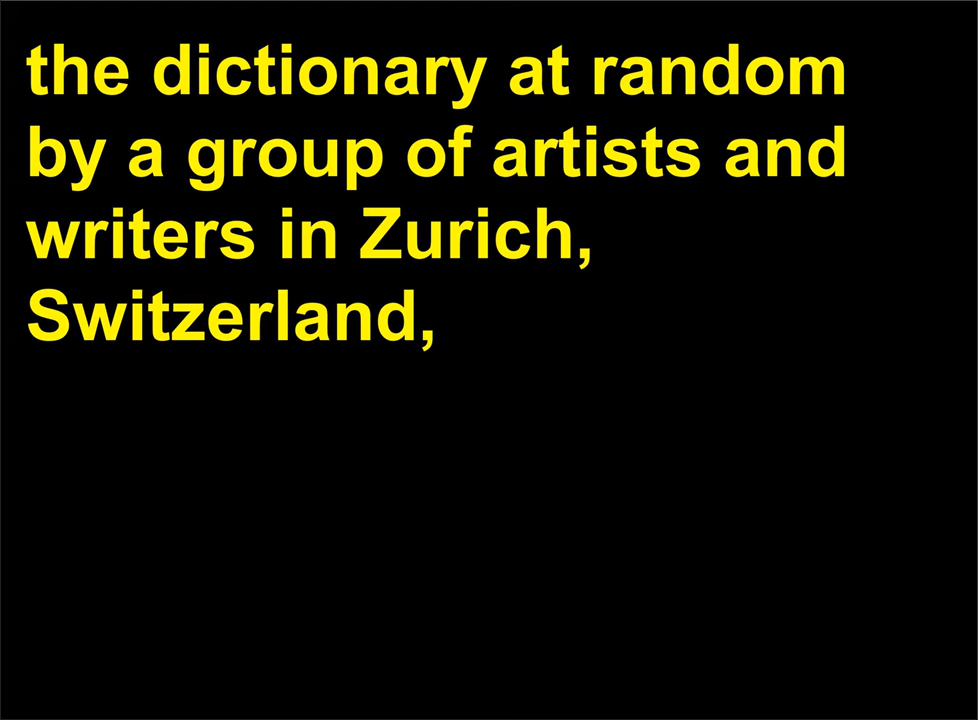 the dictionary at random
by a group of artists and
writers in Zurich,
Switzerland,